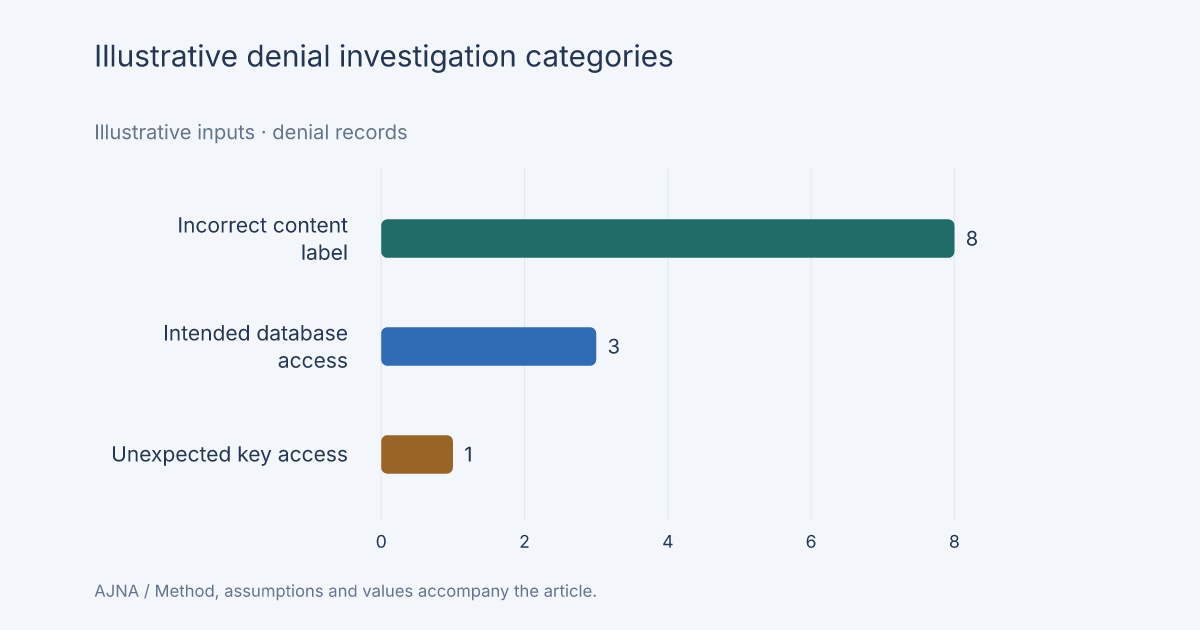 Illustrative denial investigation categories
Illustrative inputs · denial records
Incorrect content
label
8
Intended database
access
3
Unexpected key access
1
0 2 4 6 8
AJNA / Method, assumptions and values accompany the article.